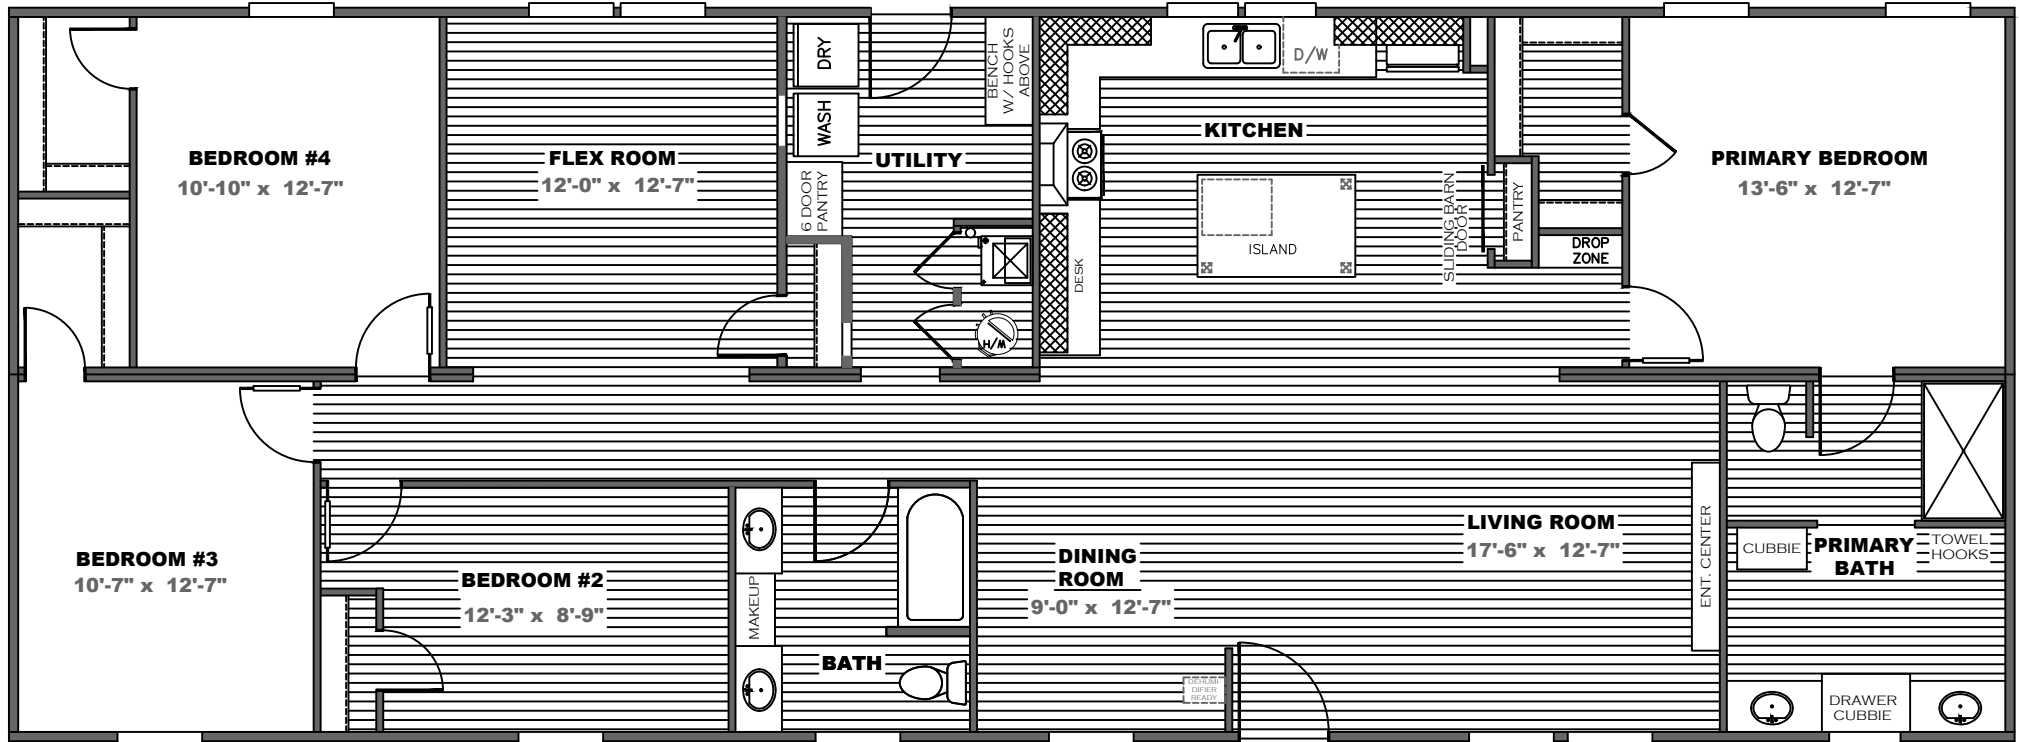 BEDROOM #4
10'-10" x 12'-7"
FLEX ROOM
12'-0" x 12'-7"
DRY
WASH
6 DOOR
PANTRY
UTILITY
BENCH
W/ HOOKS
ABOVE
W/H
D/W
KITCHEN
ISLAND
DESK
SLIDING BARN
DOOR
PANTRY
DROP
ZONE
PRIMARY BEDROOM
13'-6" x 12'-7"
BEDROOM #3
10'-7" x 12'-7"
BEDROOM #2
12'-3" x 8'-9"
MAKEUP
BATH
DINING
ROOM
9'-0" x 12'-7"
DEHUMI-
DIFIER
READY
LIVING ROOM
17'-6" x 12'-7"
ENT. CENTER
CUBBIE
PRIMARY
BATH
TOWEL
HOOKS
DRAWER
CUBBIE